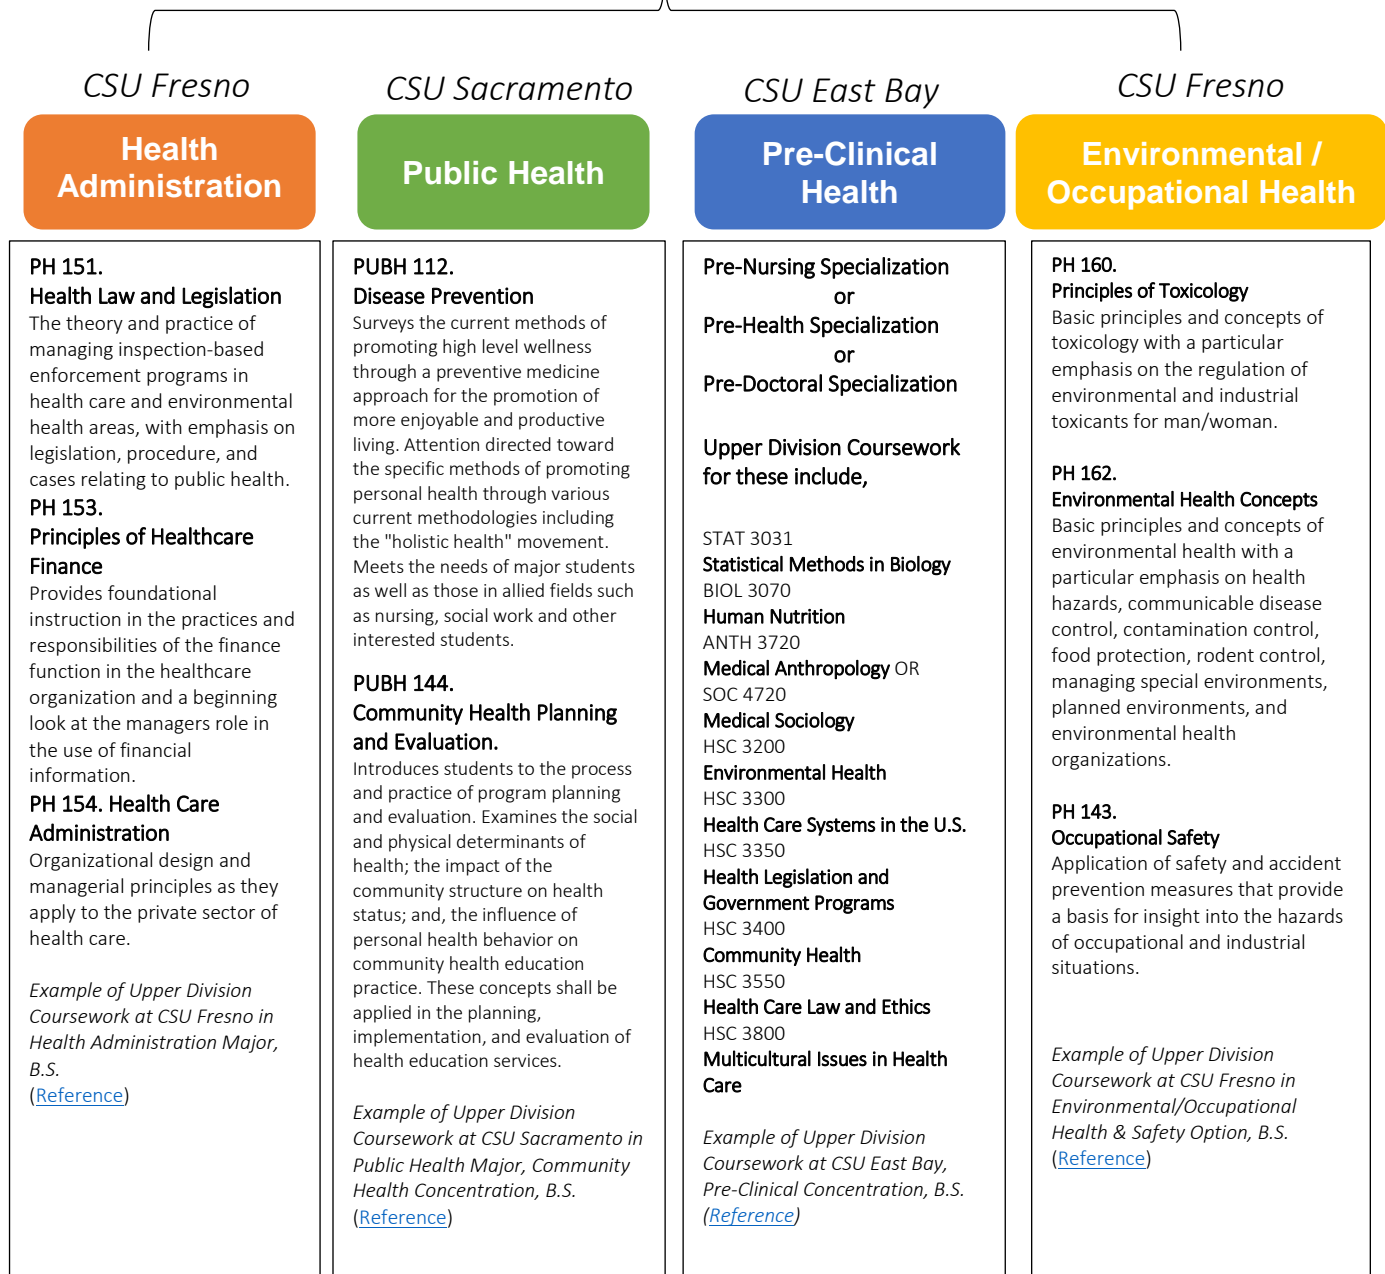 CSU Fresno
Health
Administration
PH 151.
Health Law and Legislation
The theory and practice of
managing inspection-based
enforcement programs in
health care and environmental
health areas, with emphasis on
legislation, procedure, and
cases relating to public health.
PH 153.
Principles of Healthcare
Finance
Provides foundational
instruction in the practices and
responsibilities of the finance
function in the healthcare
organization and a beginning
look at the managers role in
the use of financial
information.
PH 154. Health Care
Administration
Organizational design and
managerial principles as they
apply to the private sector of
health care.
Example of Upper Division
Coursework at CSU Fresno in
Health Administration Major,
B.S.
(Reference)
CSU Sacramento
Public Health
PUBH 112.
Disease Prevention
Surveys the current methods of
promoting high level wellness
through a preventive medicine
approach for the promotion of
more enjoyable and productive
living. Attention directed toward
the specific methods of promoting
personal health through various
current methodologies including
the "holistic health" movement.
Meets the needs of major students
as well as those in allied fields such
as nursing, social work and other
interested students.
PUBH 144.
Community Health Planning
and Evaluation.
Introduces students to the process
and practice of program planning
and evaluation. Examines the social
and physical determinants of
health; the impact of the
community structure on health
status; and, the influence of
personal health behavior on
community health education
practice. These concepts shall be
applied in the planning,
implementation, and evaluation of
health education services.
Example of Upper Division
Coursework at CSU Sacramento in
Public Health Major, Community
Health Concentration, B.S.
(Reference)
CSU East Bay
Pre-Clinical
Health
Pre-Nursing Specialization
or
Pre-Health Specialization
or
Pre-Doctoral Specialization
Upper Division Coursework
for these include,
STAT 3031
Statistical Methods in Biology
BIOL 3070
Human Nutrition
ANTH 3720
Medical Anthropology OR
SOC 4720
Medical Sociology
HSC 3200
Environmental Health
HSC 3300
Health Care Systems in the U.S.
HSC 3350
Health Legislation and
Government Programs
HSC 3400
Community Health
HSC 3550
Health Care Law and Ethics
HSC 3800
Multicultural Issues in Health
Care
Example of Upper Division
Coursework at CSU East Bay,
Pre-Clinical Concentration, B.S.
(Reference)
CSU Fresno
Environmental /
Occupational Health
PH 160.
Principles of Toxicology
Basic principles and concepts of
toxicology with a particular
emphasis on the regulation of
environmental and industrial
toxicants for man/woman.
PH 162.
Environmental Health Concepts
Basic principles and concepts of
environmental health with a
particular emphasis on health
hazards, communicable disease
control, contamination control,
food protection, rodent control,
managing special environments,
planned environments, and
environmental health
organizations.
PH 143.
Occupational Safety
Application of safety and accident
prevention measures that provide
a basis for insight into the hazards
of occupational and industrial
situations.
Example of Upper Division
Coursework at CSU Fresno in
Environmental/Occupational
Health & Safety Option, B.S.
(Reference)